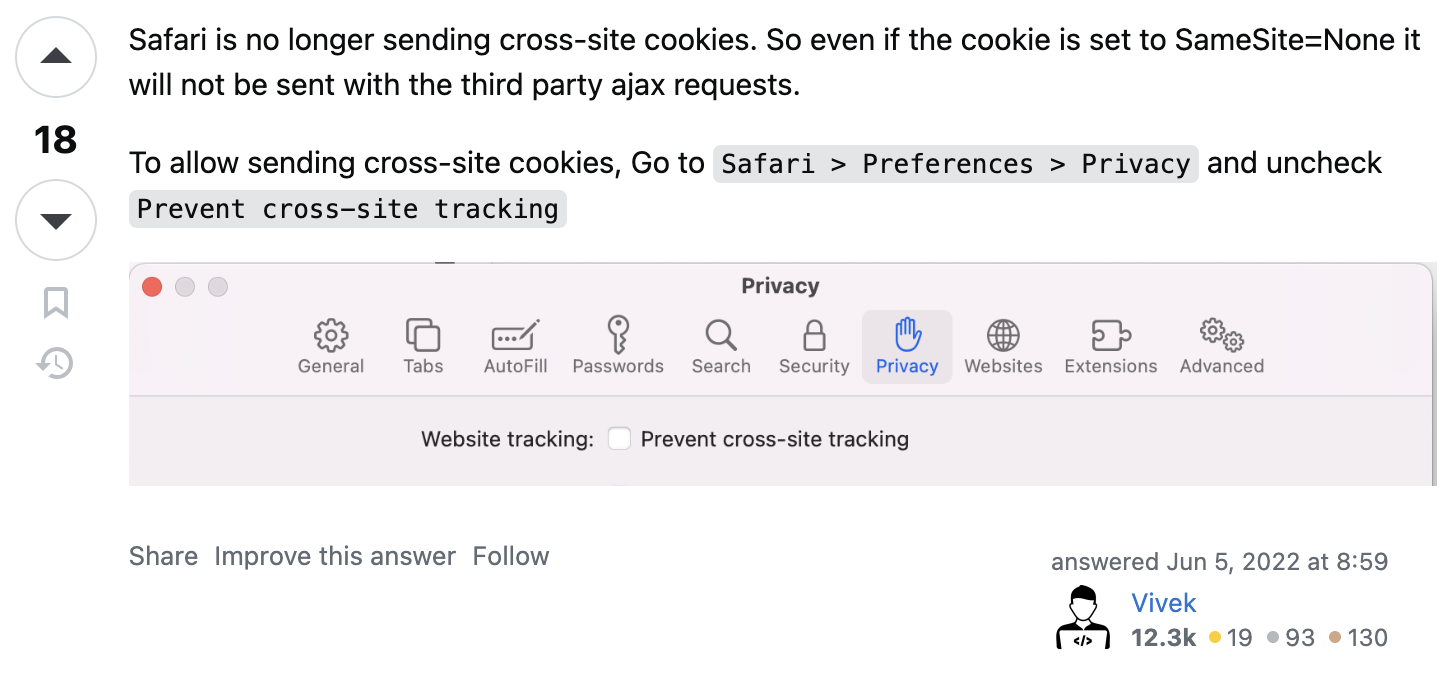 Safari is no longer sending cross-site cookies. So even if the cookie is set to SameSite=None it
will not be sent with the third party ajax requests.
18
To allow sending cross-site cookies, Go to Safari > Preferences > Privacy and uncheck
Prevent cross-site tracking
Privacy
General Tabs AutoFill Passwords Search Security Privacy Websites Extensions Advanced
Website tracking: Prevent cross-site tracking
Share Improve this answer Follow
answered Jun 5, 2022 at 8:59
Vivek
</>
12.3k 19 93 130